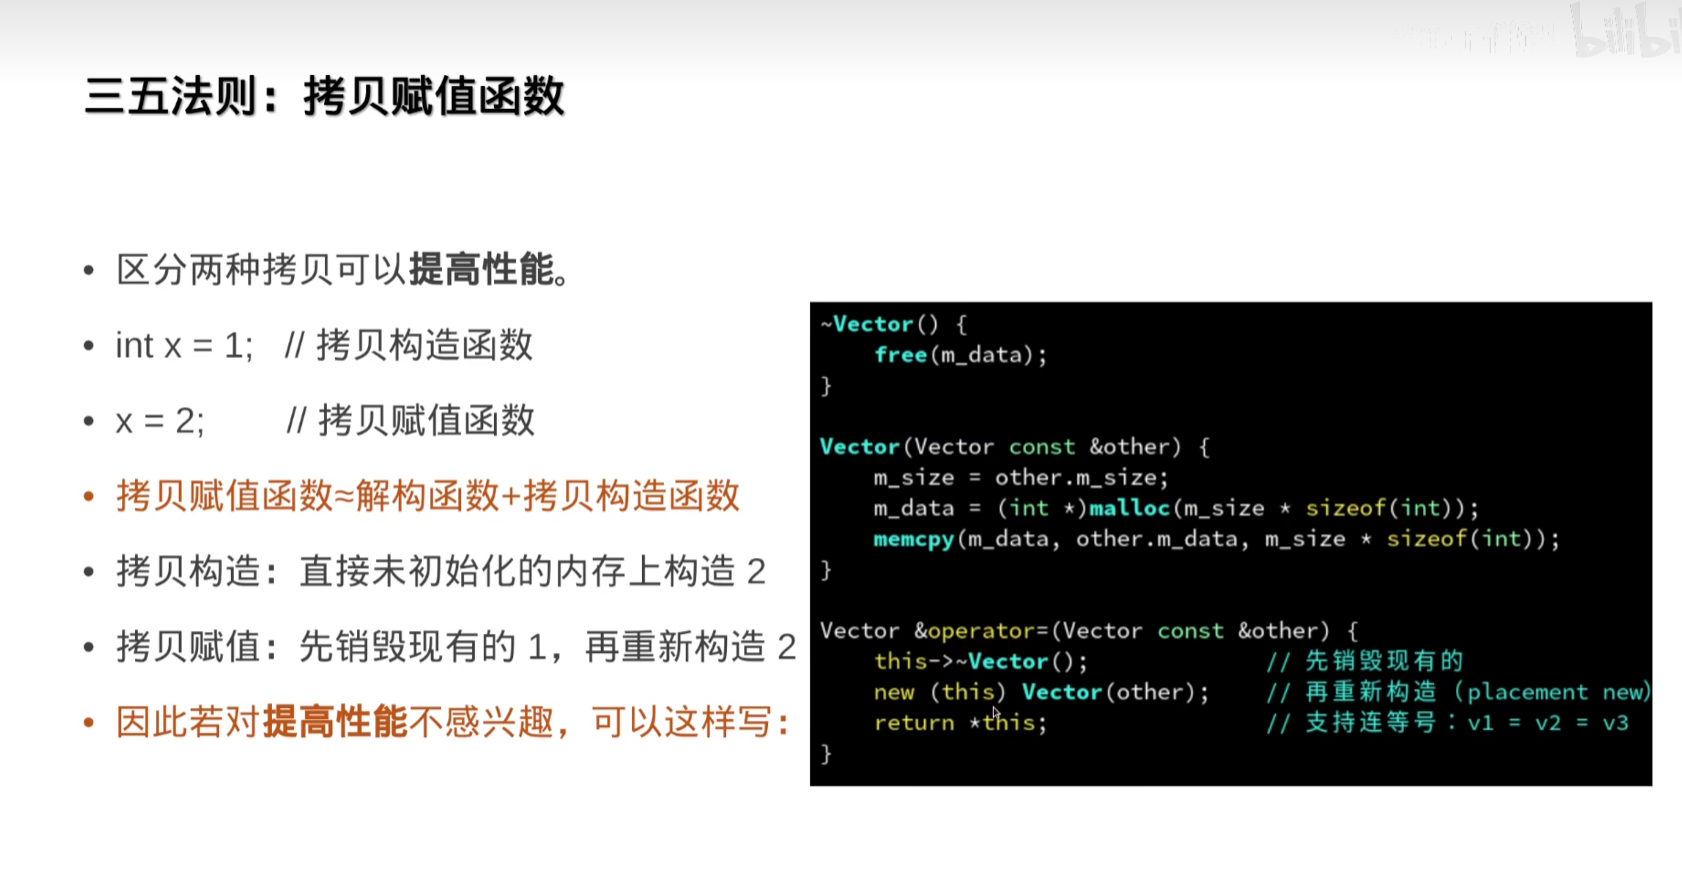 三五法则：拷贝赋值函数
• 区分两种拷贝可以提高性能。
• int x = 1;   // 拷贝构造函数
• x = 2;        // 拷贝赋值函数
• 拷贝赋值函数≈解构函数+拷贝构造函数
• 拷贝构造：直接未初始化的内存上构造 2
• 拷贝赋值：先销毁现有的 1，再重新构造 2
• 因此若对提高性能不感兴趣，可以这样写：
~Vector() {
    free(m_data);
}
Vector(Vector const &other) {
    m_size = other.m_size;
    m_data = (int *)malloc(m_size * sizeof(int));
    memcpy(m_data, other.m_data, m_size * sizeof(int));
}
Vector &operator=(Vector const &other) {
    this->~Vector();             // 先销毁现有的
    new (this) Vector(other);    // 再重新构造（placement new）
    return *this;                // 支持连等号：v1 = v2 = v3
}